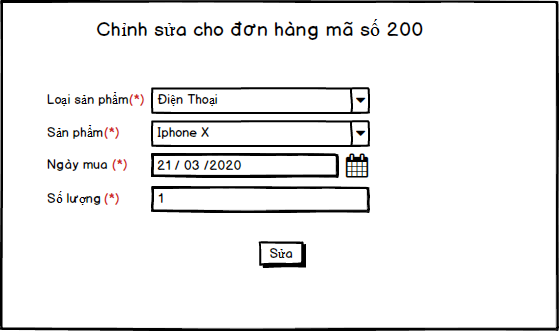 Chỉnh sửa cho đơn hàng mã số 200
Loại sản phẩm(*) Điện Thoại
Sản phẩm(*) Iphone X
Ngày mua (*) 21 / 03 /2020
Số lượng (*) 1
Sửa